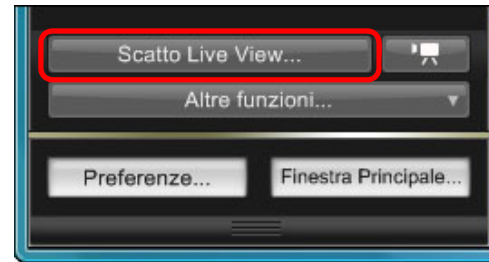 Scatto Live View...
Altre funzioni...
Preferenze... Finestra Principale...